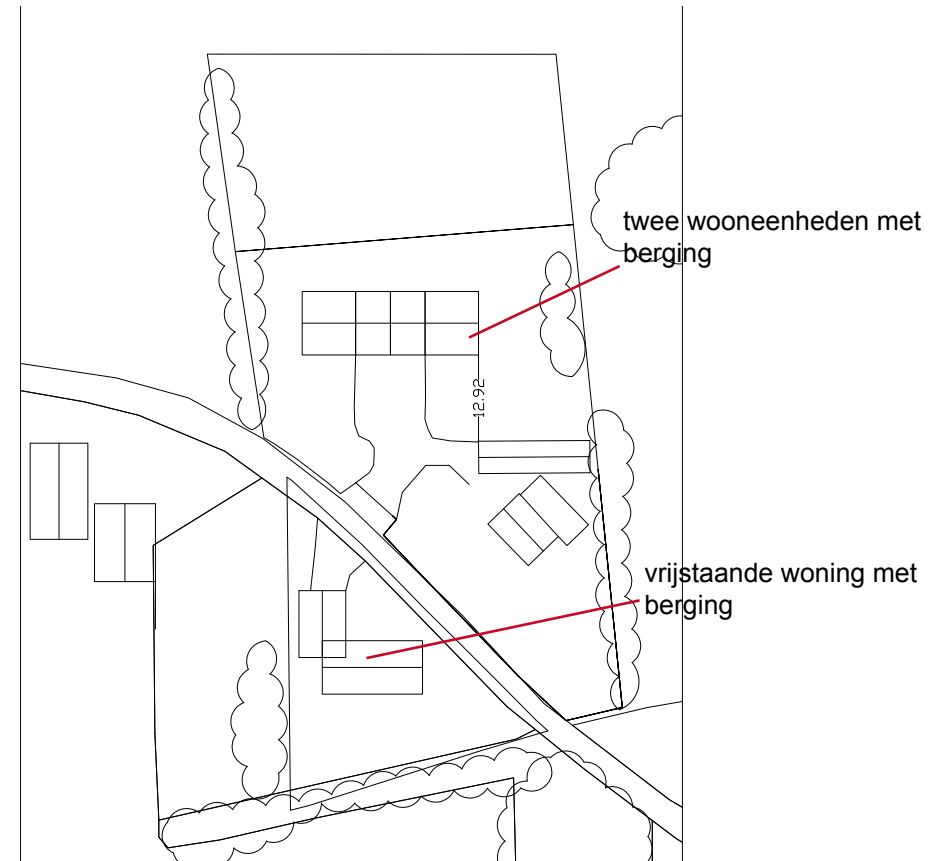 twee wooneenheden met
berging
12.92
vrijstaande woning met
berging